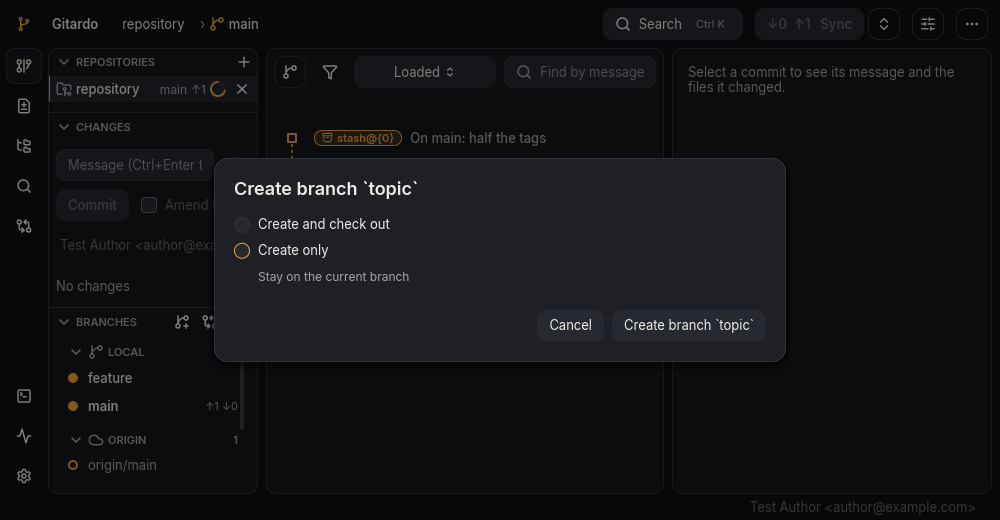 Gitardo repository main
Search Ctrl K
↓0 ↑1 Sync
REPOSITORIES
repository main ↑1
CHANGES
Message (Ctrl+Enter t
Commit Amend
Test Author <author@exa
No changes
BRANCHES
LOCAL
feature
main ↑1 ↓0
ORIGIN 1
origin/main
Loaded
Find by message
stash@{0} On main: half the tags
Select a commit to see its message and the
files it changed.
Create branch `topic`
Create and check out
Create only
Stay on the current branch
Cancel
Create branch `topic`
Test Author <author@example.com>